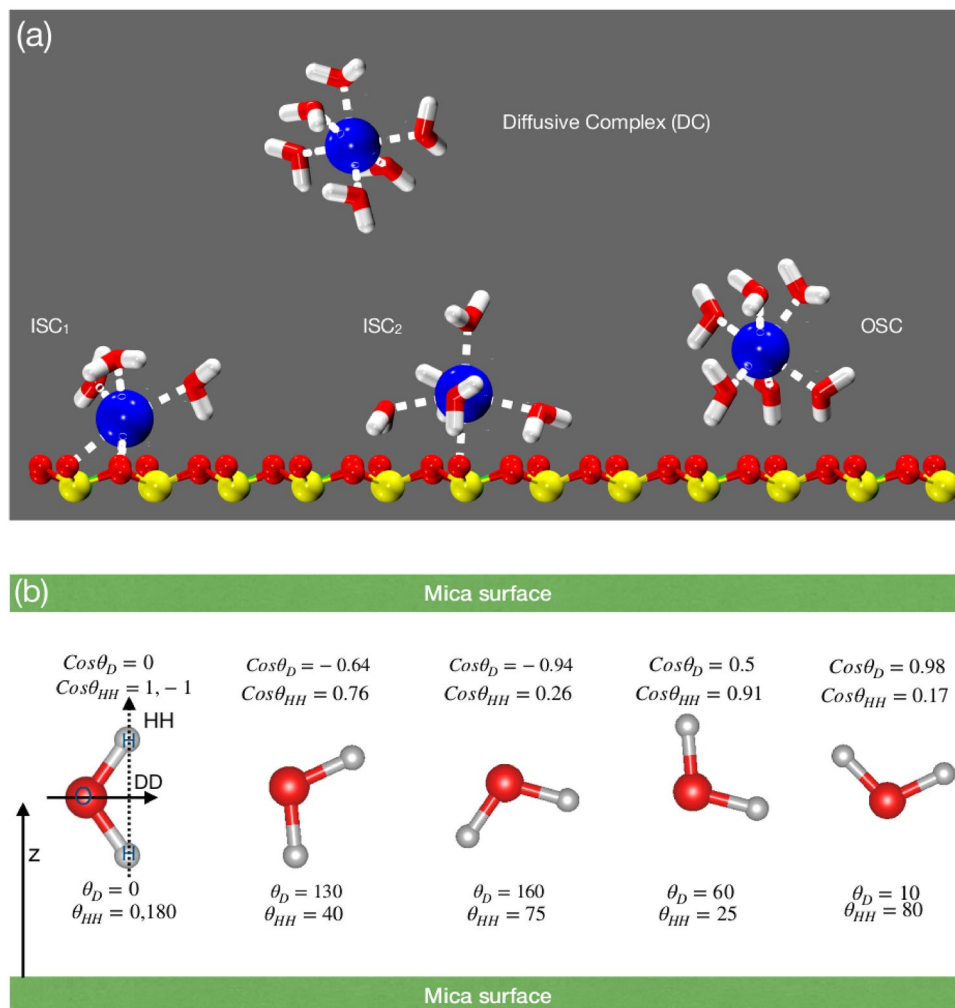 (a)
Diffusive Complex (DC)
ISC₁
ISC₂
OSC
(b)
Mica surface
Cosθ_D = 0
Cosθ_HH = 1, − 1
Cosθ_D = − 0.64
Cosθ_HH = 0.76
Cosθ_D = − 0.94
Cosθ_HH = 0.26
Cosθ_D = 0.5
Cosθ_HH = 0.91
Cosθ_D = 0.98
Cosθ_HH = 0.17
HH
H
DD
O
H
z
θ_D = 0
θ_HH = 0,180
θ_D = 130
θ_HH = 40
θ_D = 160
θ_HH = 75
θ_D = 60
θ_HH = 25
θ_D = 10
θ_HH = 80
Mica surface